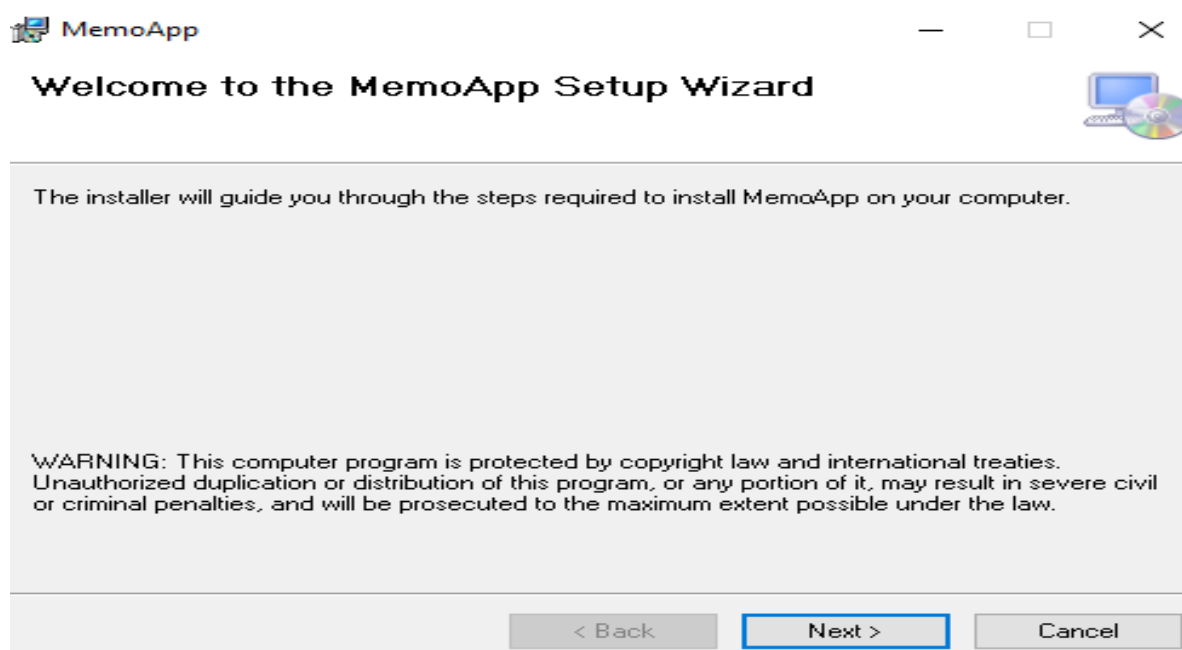 MemoApp
Welcome to the MemoApp Setup Wizard
The installer will guide you through the steps required to install MemoApp on your computer.
WARNING: This computer program is protected by copyright law and international treaties.
Unauthorized duplication or distribution of this program, or any portion of it, may result in severe civil
or criminal penalties, and will be prosecuted to the maximum extent possible under the law.
< Back Next > Cancel